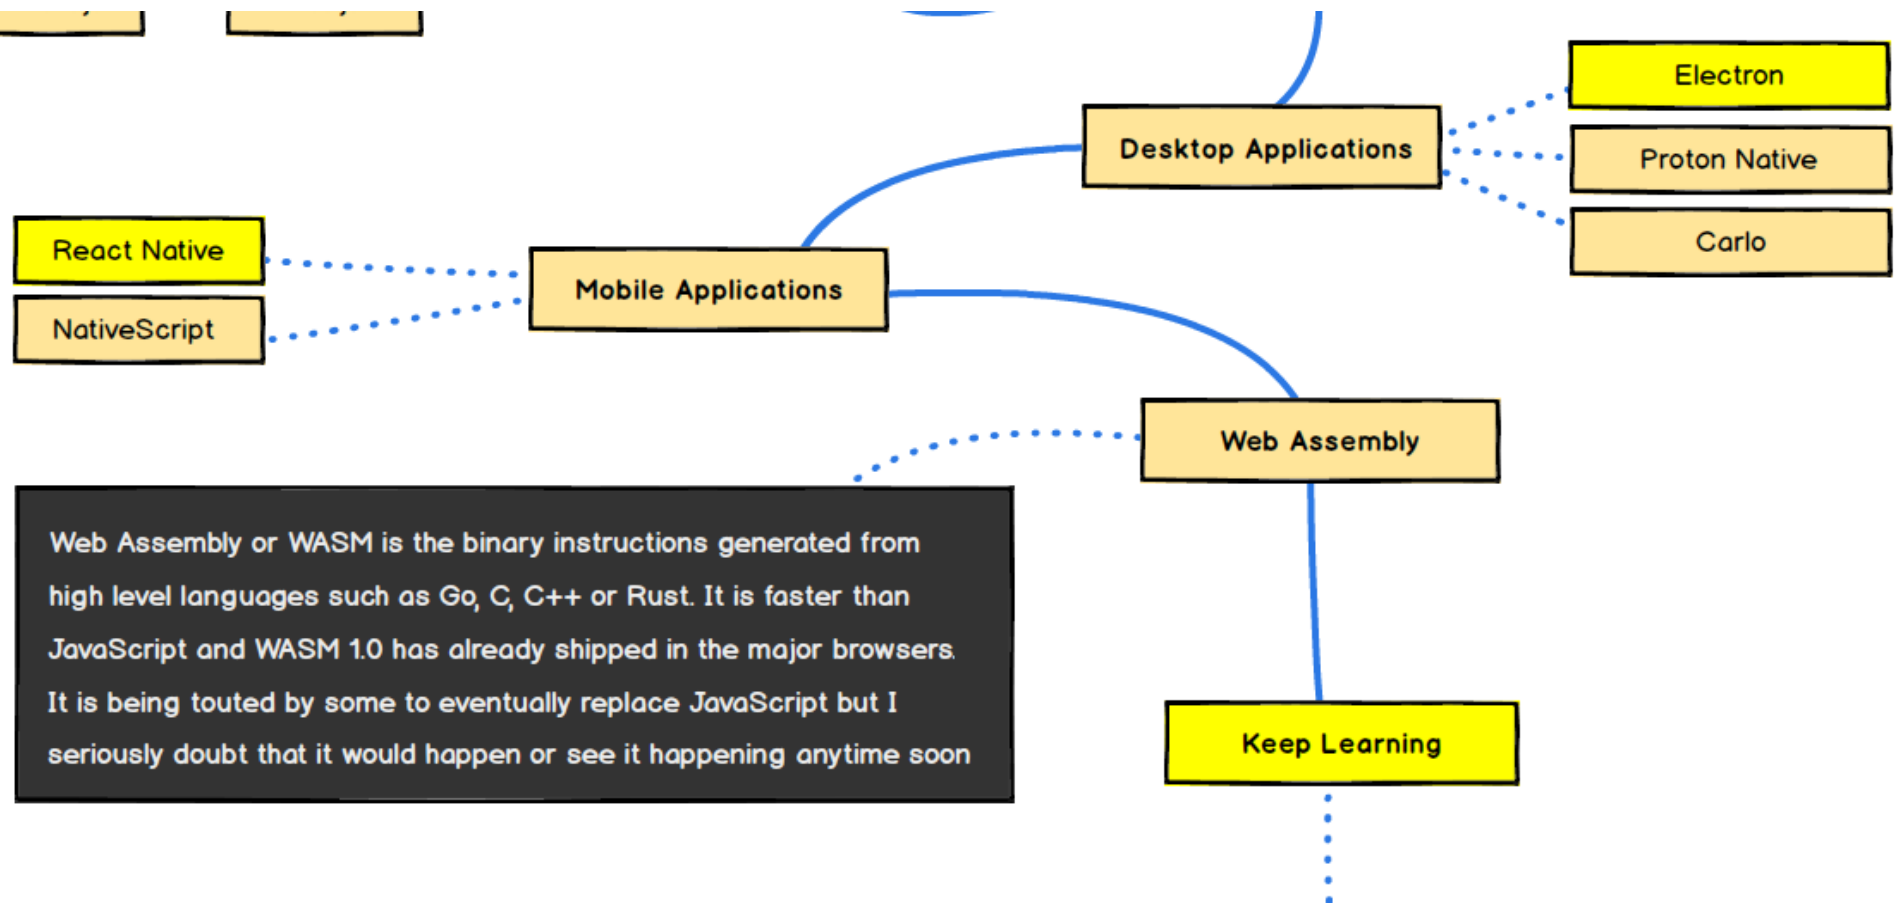 Electron
Desktop Applications
Proton Native
Carlo
React Native
Mobile Applications
NativeScript
Web Assembly
Web Assembly or WASM is the binary instructions generated from
high level languages such as Go, C, C++ or Rust. It is faster than
JavaScript and WASM 1.0 has already shipped in the major browsers.
It is being touted by some to eventually replace JavaScript but I
seriously doubt that it would happen or see it happening anytime soon
Keep Learning